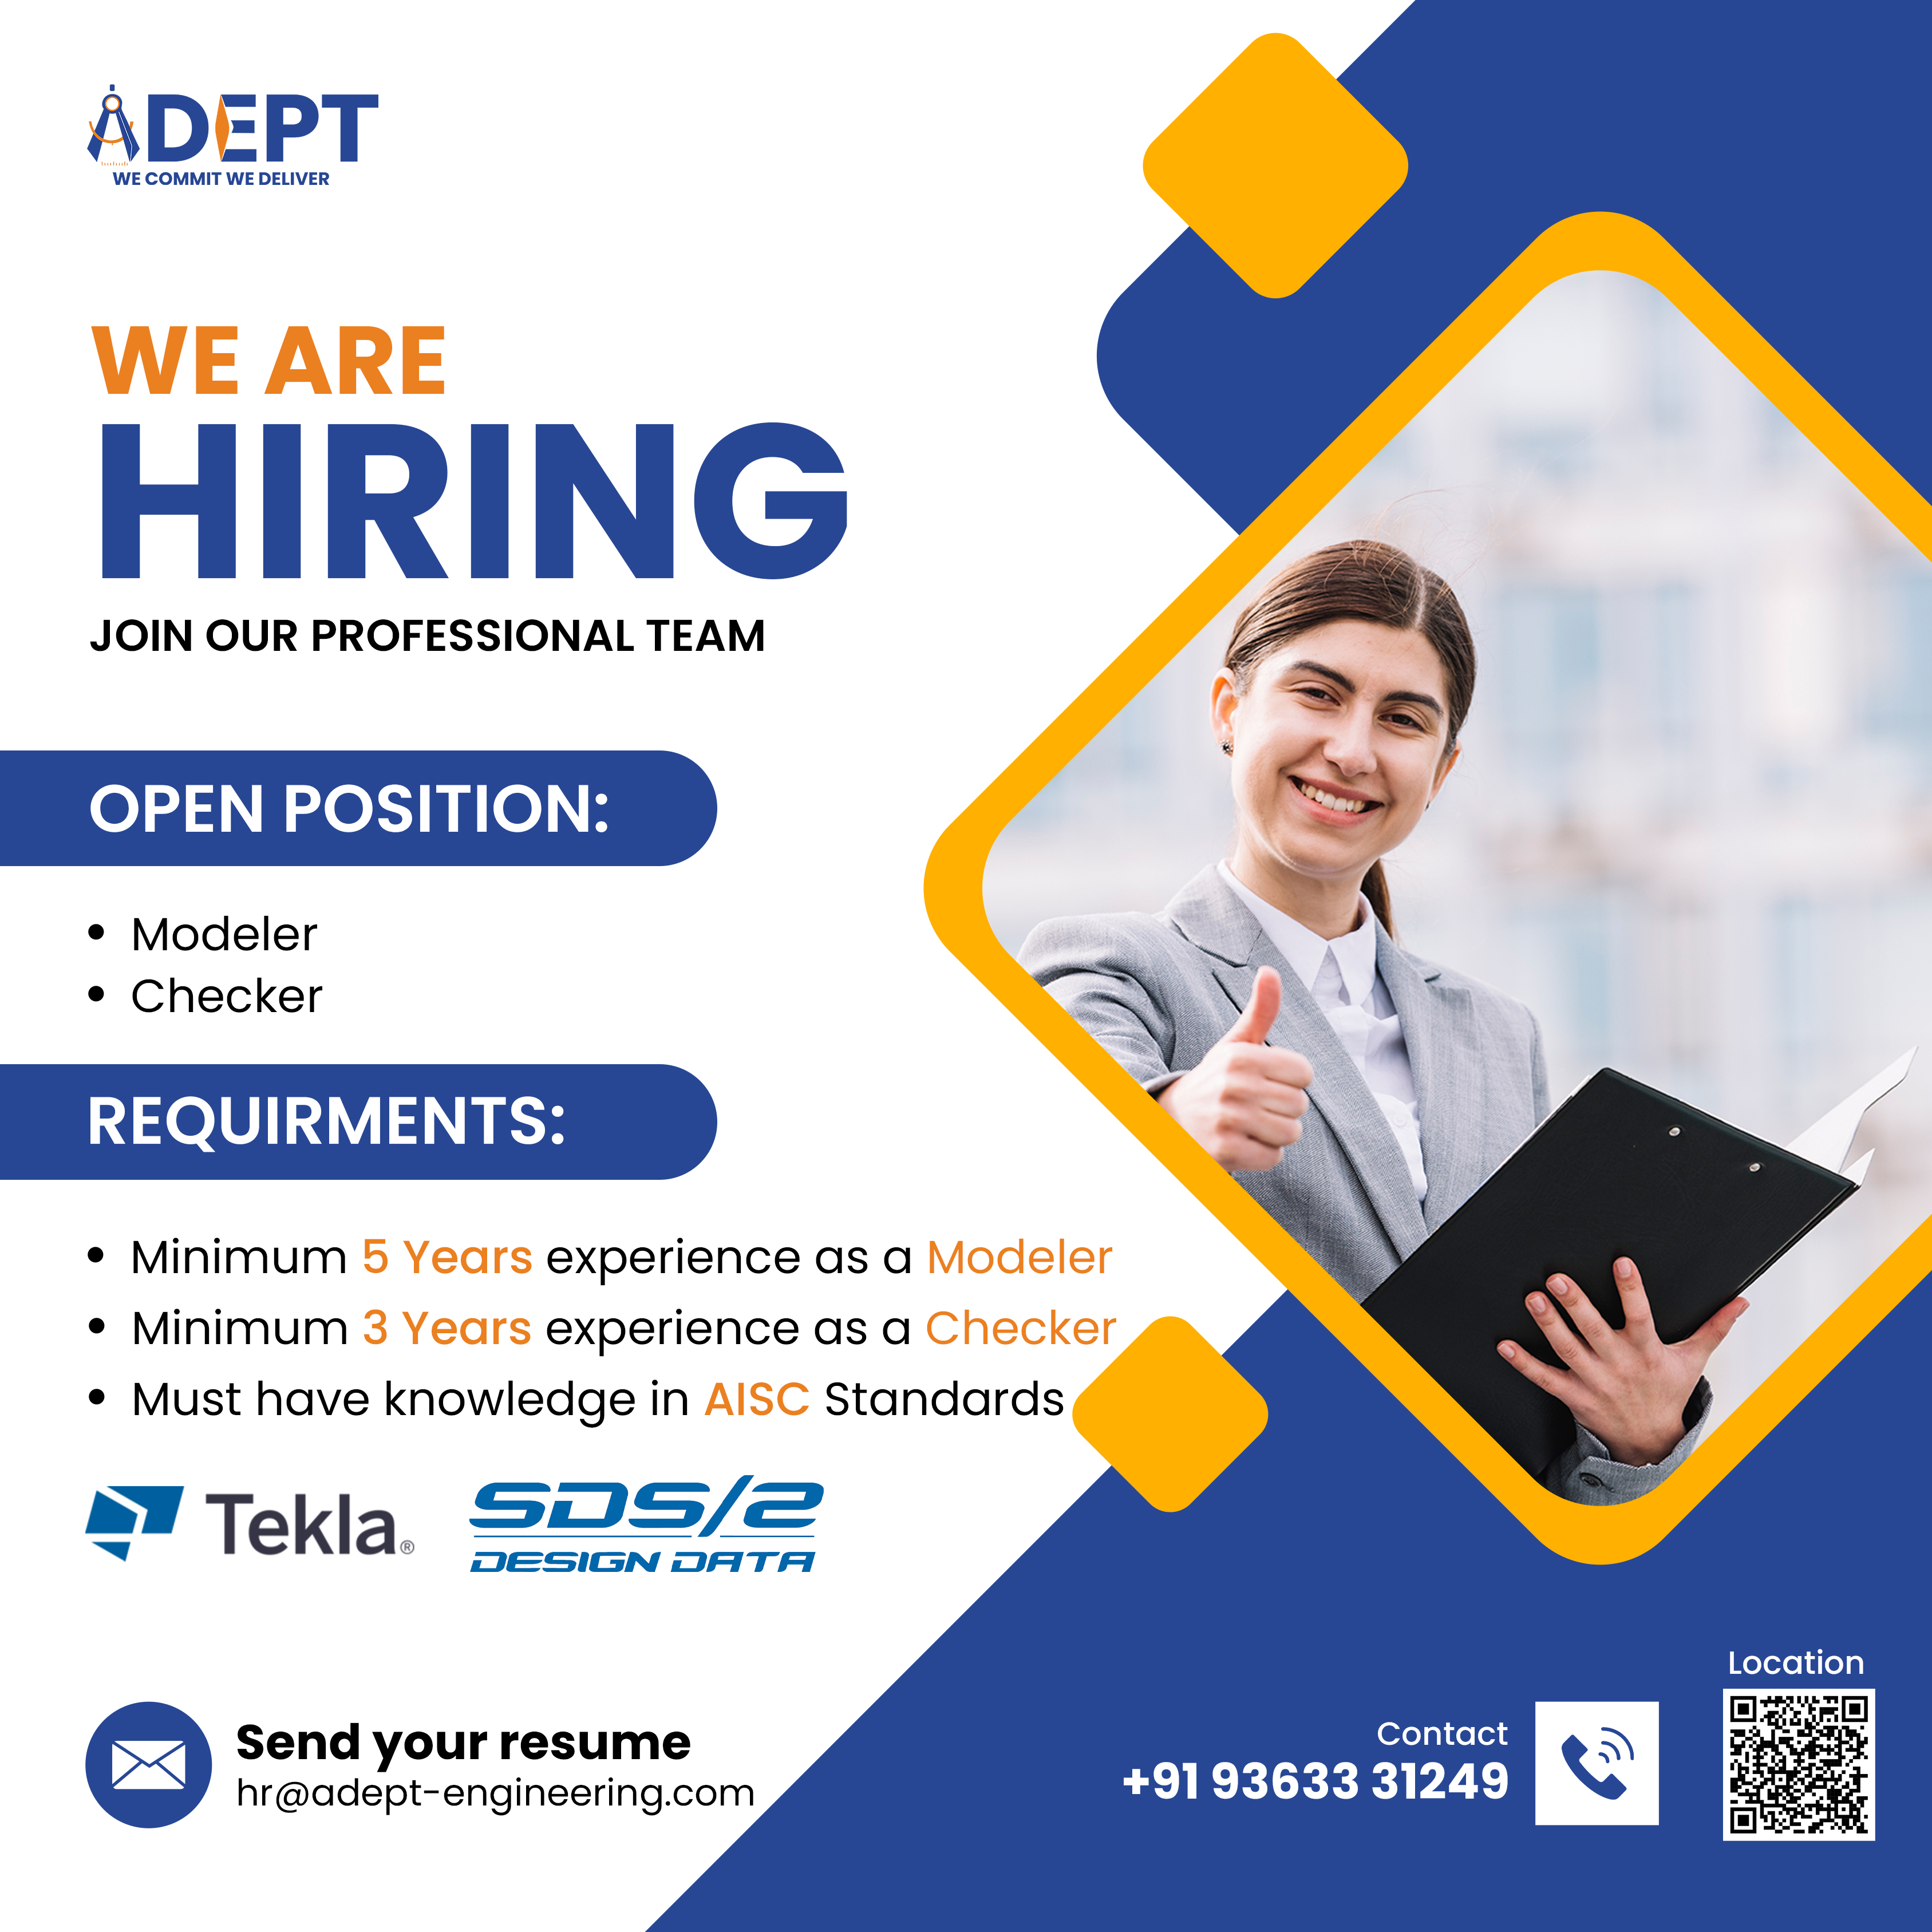 ADEPT
WE COMMIT WE DELIVER
WE ARE
HIRING
JOIN OUR PROFESSIONAL TEAM
OPEN POSITION:
• Modeler
• Checker
REQUIRMENTS:
• Minimum 5 Years experience as a Modeler
• Minimum 3 Years experience as a Checker
• Must have knowledge in AISC Standards
Tekla®
SDS/2
DESIGN DATA
Send your resume
hr@adept-engineering.com
Contact
+91 93633 31249
Location